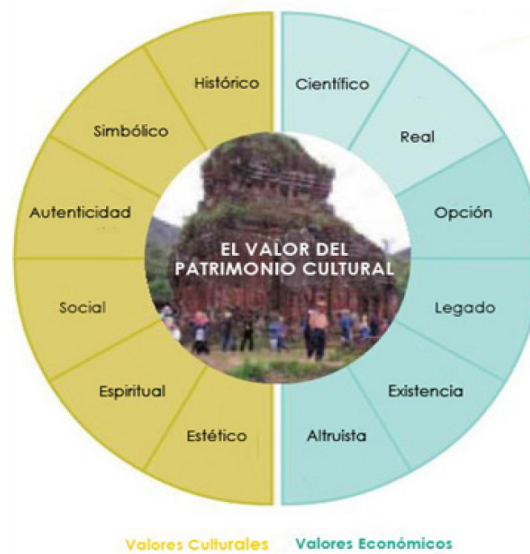 Histórico
Científico
Simbólico
Real
Autenticidad
Opción
EL VALOR DEL
PATRIMONIO CULTURAL
Social
Legado
Espiritual
Existencia
Estético
Altruista
Valores Culturales
Valores Económicos